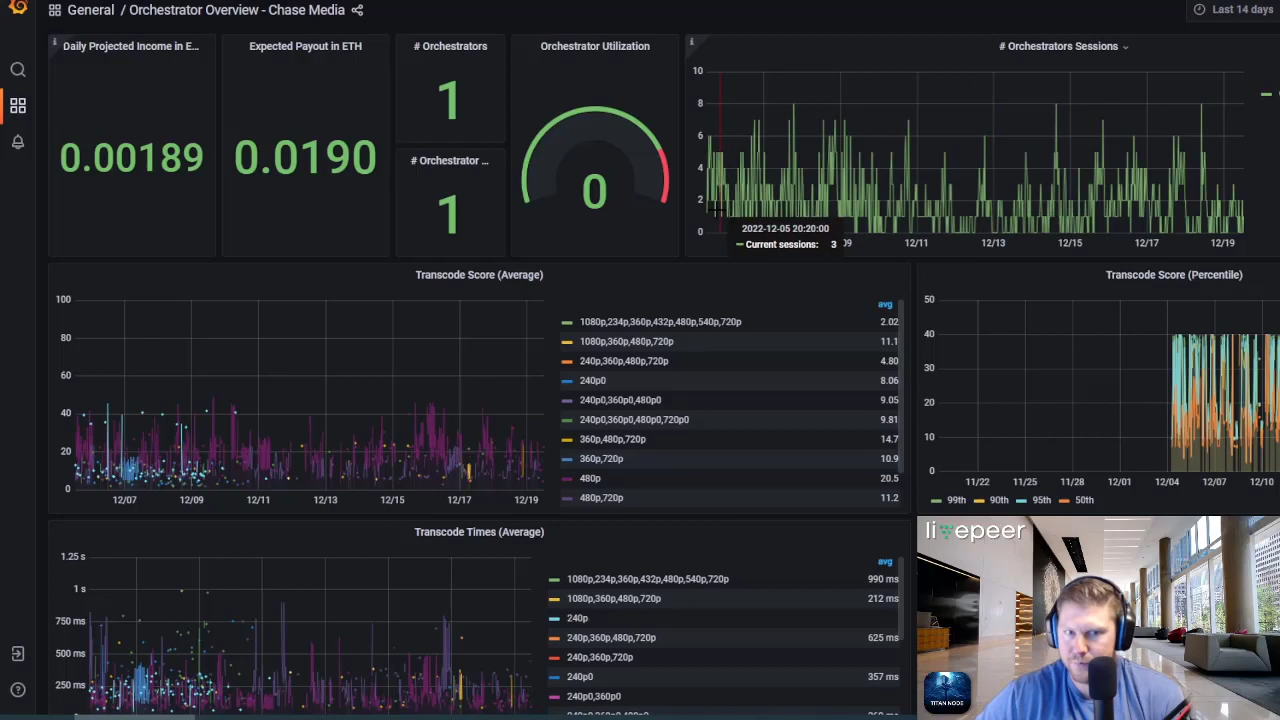 General / Orchestrator Overview - Chase Media
Last 14 days
Daily Projected Income in E...
0.00189
Expected Payout in ETH
0.0190
# Orchestrators
1
# Orchestrator ...
1
Orchestrator Utilization
0
# Orchestrators Sessions
10
8
6
4
2
0
09
12/11
12/13
12/15
12/17
12/19
2022-12-05 20:20:00
Current sessions: 3
Transcode Score (Average)
100
80
60
40
20
0
12/07
12/09
12/11
12/13
12/15
12/17
12/19
avg
1080p,234p,360p,432p,480p,540p,720p 2.02
1080p,360p,480p,720p 11.1
240p,360p,480p,720p 4.80
240p0 8.06
240p0,360p0,480p0 9.05
240p0,360p0,480p0,720p0 9.81
360p,480p,720p 14.7
360p,720p 10.9
480p 20.5
480p,720p 11.2
Transcode Score (Percentile)
50
40
30
20
10
0
11/22
11/25
11/28
12/01
12/04
12/07
12/10
99th 90th 95th 50th
Transcode Times (Average)
1.25 s
1 s
750 ms
500 ms
250 ms
avg
1080p,234p,360p,432p,480p,540p,720p 990 ms
1080p,360p,480p,720p 212 ms
240p
240p,360p,480p,720p 625 ms
240p,360p,720p
240p0 357 ms
240p0,360p0
livepeer
TITAN NODE